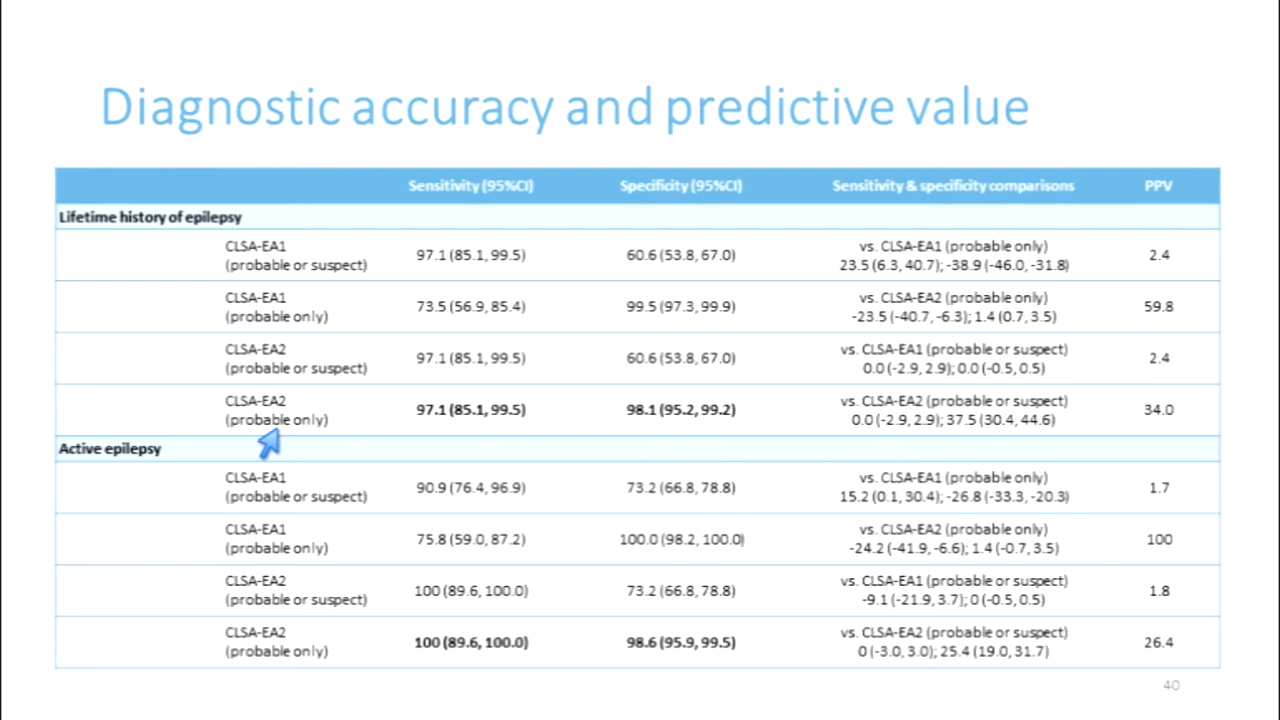 Diagnostic accuracy and predictive value
Sensitivity (95%CI) Specificity (95%CI) Sensitivity & specificity comparisons PPV
Lifetime history of epilepsy
CLSA-EA1 (probable or suspect) 97.1 (85.1, 99.5) 60.6 (53.8, 67.0) vs. CLSA-EA1 (probable only) 23.5 (6.3, 40.7); -38.9 (-46.0, -31.8) 2.4
CLSA-EA1 (probable only) 73.5 (56.9, 85.4) 99.5 (97.3, 99.9) vs. CLSA-EA2 (probable only) -23.5 (-40.7, -6.3); 1.4 (0.7, 3.5) 59.8
CLSA-EA2 (probable or suspect) 97.1 (85.1, 99.5) 60.6 (53.8, 67.0) vs. CLSA-EA1 (probable or suspect) 0.0 (-2.9, 2.9); 0.0 (-0.5, 0.5) 2.4
CLSA-EA2 (probable only) 97.1 (85.1, 99.5) 98.1 (95.2, 99.2) vs. CLSA-EA2 (probable or suspect) 0.0 (-2.9, 2.9); 37.5 (30.4, 44.6) 34.0
Active epilepsy
CLSA-EA1 (probable or suspect) 90.9 (76.4, 96.9) 73.2 (66.8, 78.8) vs. CLSA-EA1 (probable only) 15.2 (0.1, 30.4); -26.8 (-33.3, -20.3) 1.7
CLSA-EA1 (probable only) 75.8 (59.0, 87.2) 100.0 (98.2, 100.0) vs. CLSA-EA2 (probable only) -24.2 (-41.9, -6.6); 1.4 (-0.7, 3.5) 100
CLSA-EA2 (probable or suspect) 100 (89.6, 100.0) 73.2 (66.8, 78.8) vs. CLSA-EA1 (probable or suspect) -9.1 (-21.9, 3.7); 0 (-0.5, 0.5) 1.8
CLSA-EA2 (probable only) 100 (89.6, 100.0) 98.6 (95.9, 99.5) vs. CLSA-EA2 (probable or suspect) 0 (-3.0, 3.0); 25.4 (19.0, 31.7) 26.4
40